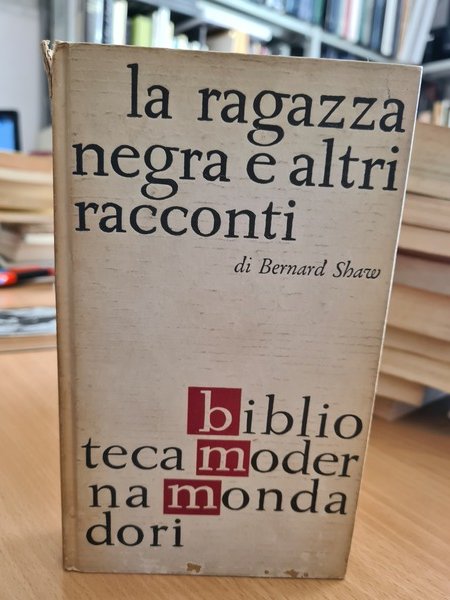 la ragazza
negra e altri
racconti
di Bernard Shaw
biblio
teca moder
na monda
dori